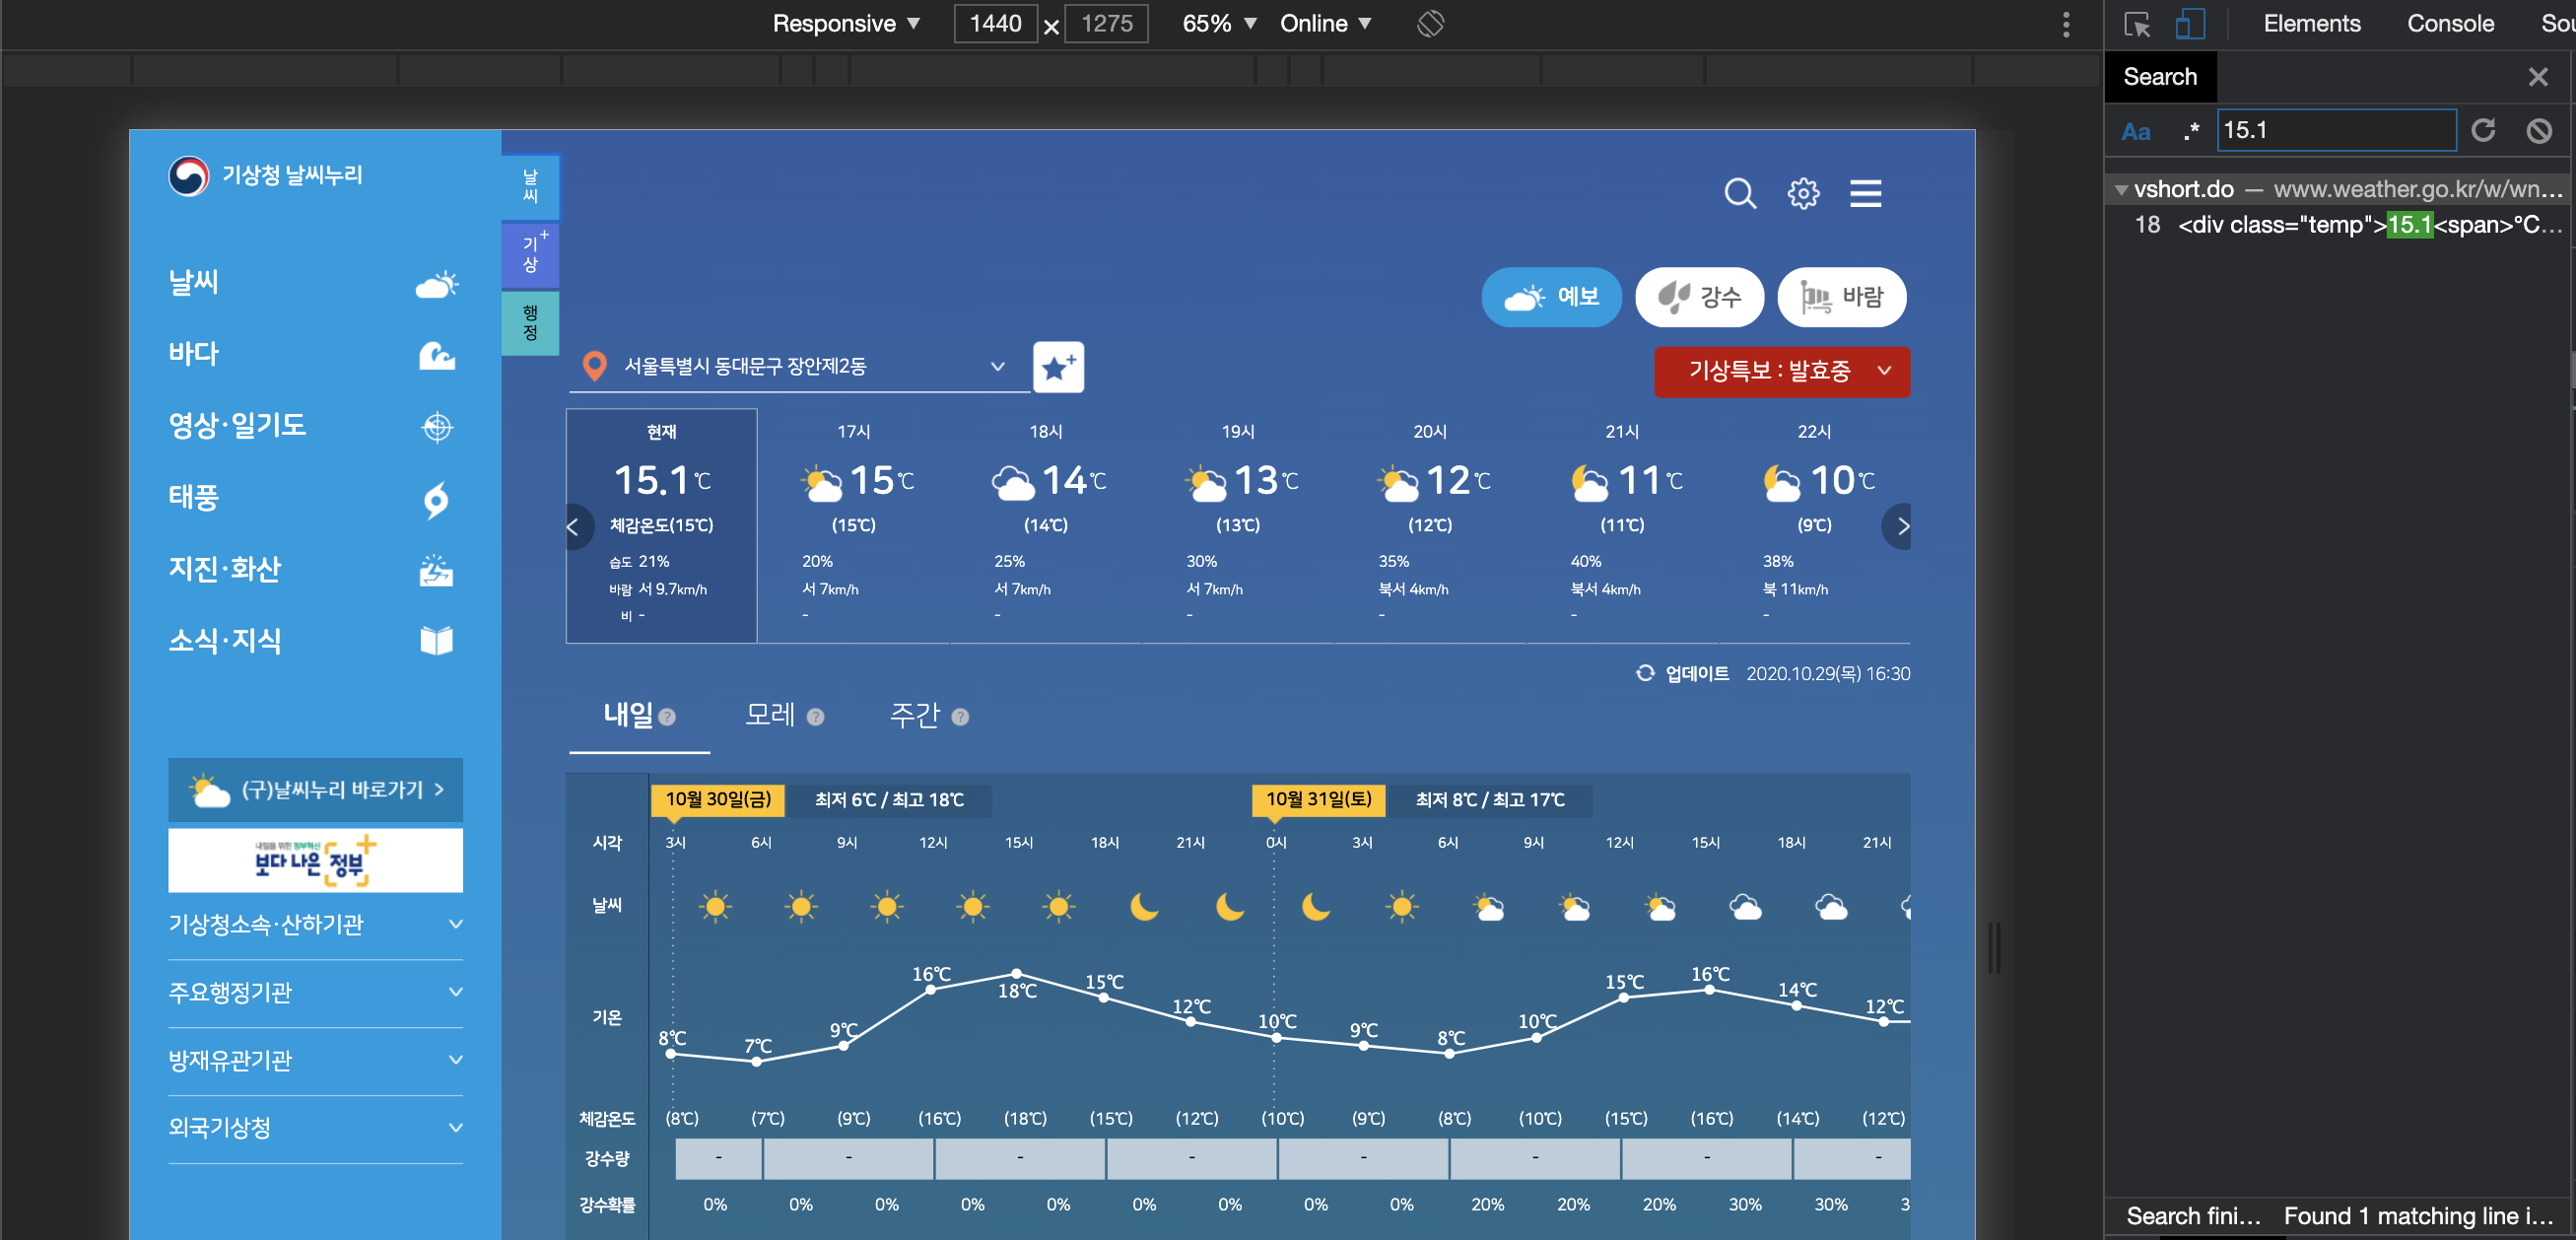 Responsive ▼ 1440 × 1275 65% ▼ Online ▼
Elements Console Sou
Search
Aa .* 15.1
vshort.do — www.weather.go.kr/w/wn...
18 <div class="temp">15.1<span>℃...
Search fini... Found 1 matching line i...
기상청 날씨누리
날씨
바다
영상·일기도
태풍
지진·화산
소식·지식
(구)날씨누리 바로가기 >
내일을 위한 정부혁신
보다 나은 정부
기상청소속·산하기관
주요행정기관
방재유관기관
외국기상청
날씨
기상+
행정
예보 강수 바람
서울특별시 동대문구 장안제2동
기상특보 : 발효중
현재 17시 18시 19시 20시 21시 22시
15.1℃ 15℃ 14℃ 13℃ 12℃ 11℃ 10℃
체감온도(15℃) (15℃) (14℃) (13℃) (12℃) (11℃) (9℃)
습도 21% 20% 25% 30% 35% 40% 38%
바람 서 9.7km/h 서 7km/h 서 7km/h 서 7km/h 북서 4km/h 북서 4km/h 북 11km/h
비 - - - - - - -
업데이트 2020.10.29(목) 16:30
내일 ? 모레 ? 주간 ?
10월 30일(금) 최저 6℃ / 최고 18℃ 10월 31일(토) 최저 8℃ / 최고 17℃
시각 3시 6시 9시 12시 15시 18시 21시 0시 3시 6시 9시 12시 15시 18시 21시
날씨
기온 8℃ 7℃ 9℃ 16℃ 18℃ 15℃ 12℃ 10℃ 9℃ 8℃ 10℃ 15℃ 16℃ 14℃ 12℃
체감온도 (8℃) (7℃) (9℃) (16℃) (18℃) (15℃) (12℃) (10℃) (9℃) (8℃) (10℃) (15℃) (16℃) (14℃) (12℃)
강수량 - - - - - - - -
강수확률 0% 0% 0% 0% 0% 0% 0% 0% 0% 20% 20% 20% 30% 30% 3